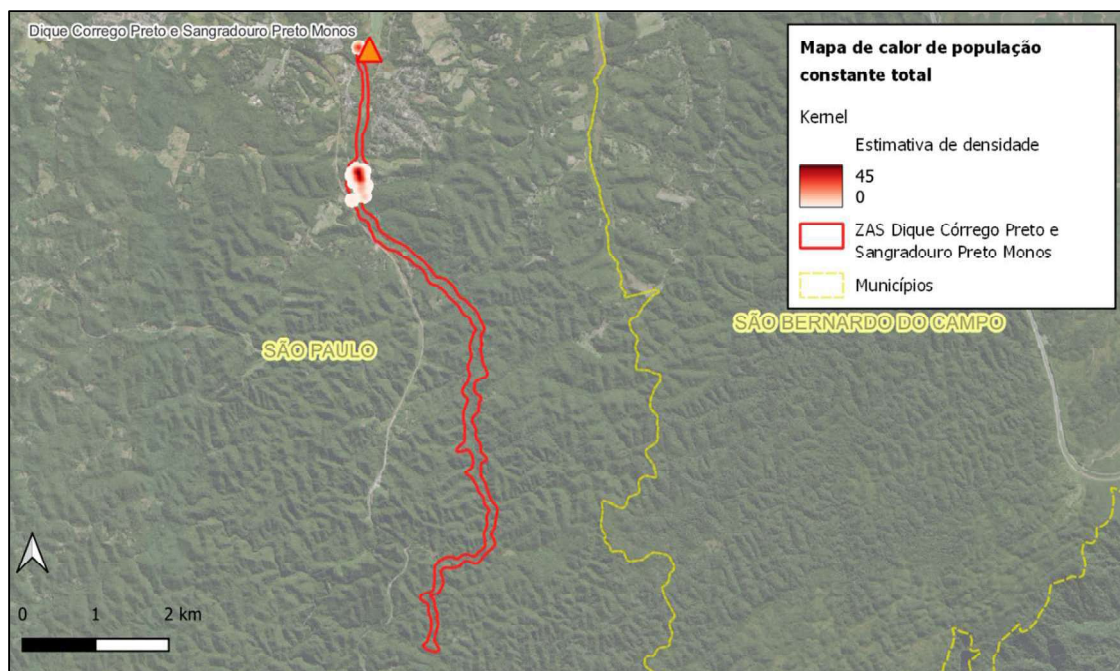 Dique Corrego Preto e Sangradouro Preto Monos
Mapa de calor de população
constante total
Kernel
Estimativa de densidade
45
0
ZAS Dique Córrego Preto e
Sangradouro Preto Monos
Municípios
SÃO BERNARDO DO CAMPO
SÃO PAULO
0 1 2 km